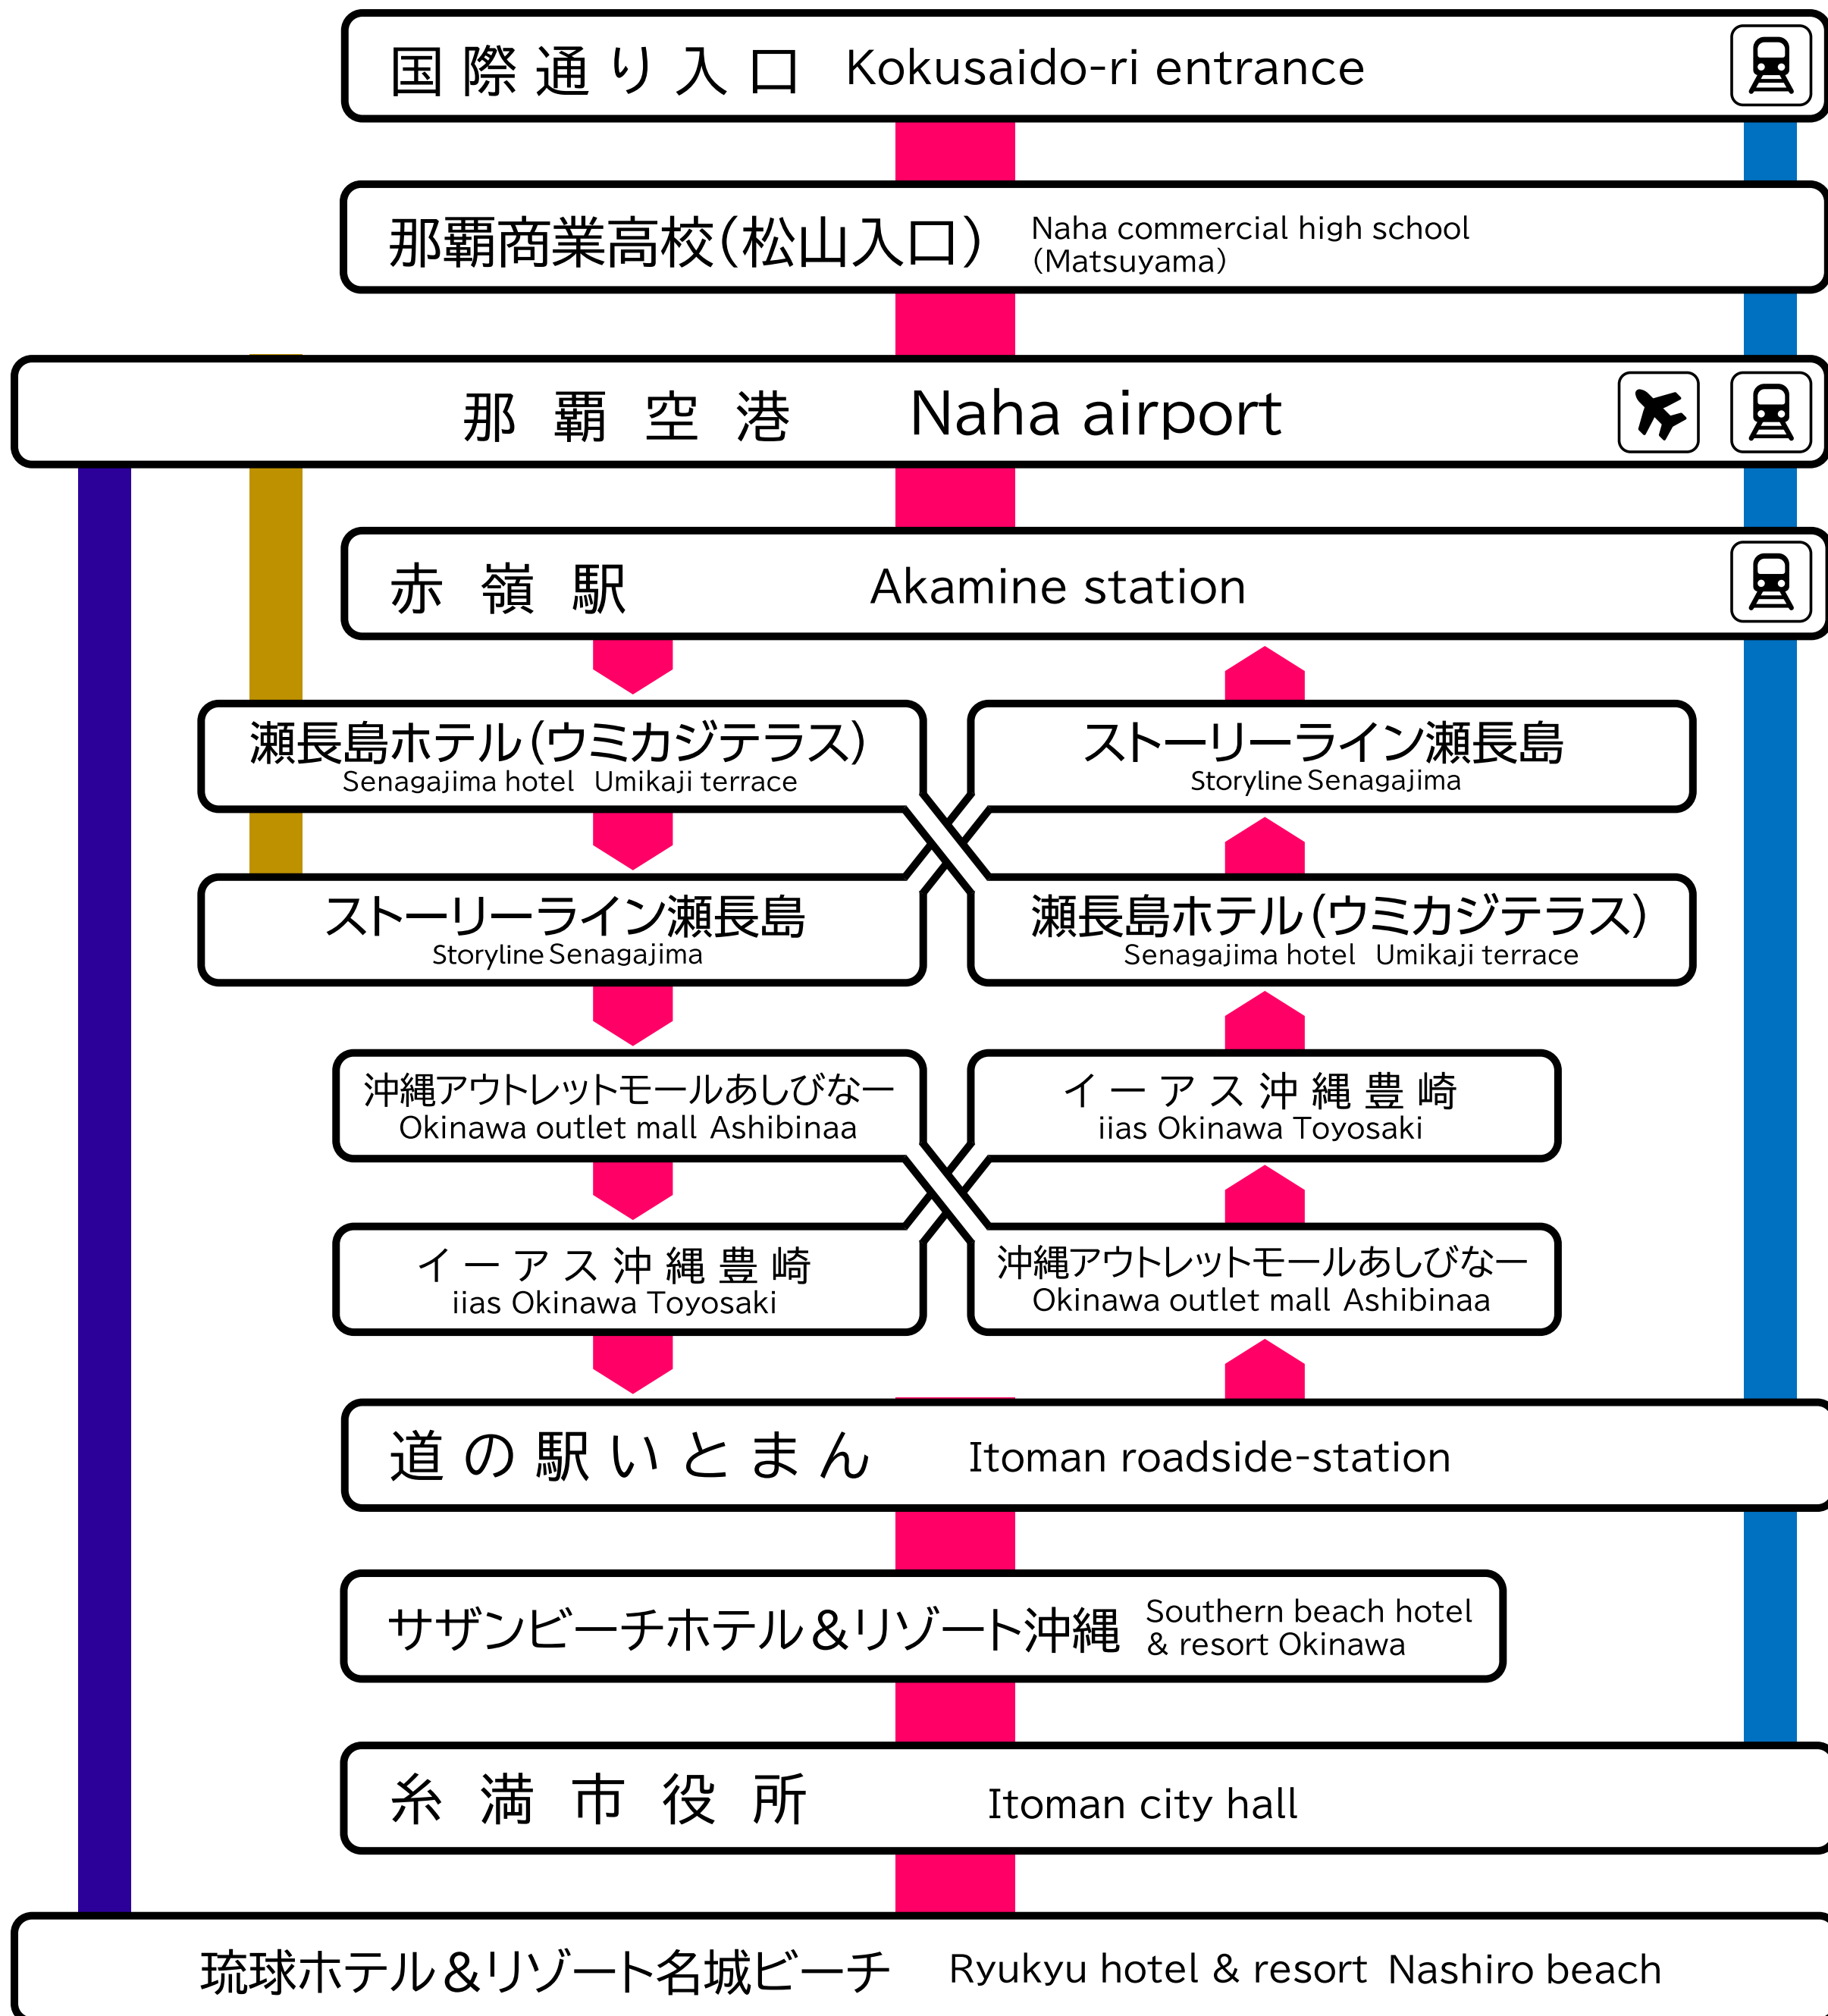 国際通り入口 Kokusaido-ri entrance
那覇商業高校(松山入口) Naha commercial high school
(Matsuyama)
那覇空港 Naha airport
赤嶺駅 Akamine station
瀬長島ホテル(ウミカジテラス)
Senagajima hotel Umikaji terrace
ストーリーライン瀬長島
Storyline Senagajima
ストーリーライン瀬長島
Storyline Senagajima
瀬長島ホテル(ウミカジテラス)
Senagajima hotel Umikaji terrace
沖縄アウトレットモールあしびなー
Okinawa outlet mall Ashibinaa
イーアス沖縄豊崎
iias Okinawa Toyosaki
イーアス沖縄豊崎
iias Okinawa Toyosaki
沖縄アウトレットモールあしびなー
Okinawa outlet mall Ashibinaa
道の駅いとまん Itoman roadside-station
サザンビーチホテル&リゾート沖縄 Southern beach hotel
& resort Okinawa
糸満市役所 Itoman city hall
琉球ホテル&リゾート名城ビーチ Ryukyu hotel & resort Nashiro beach